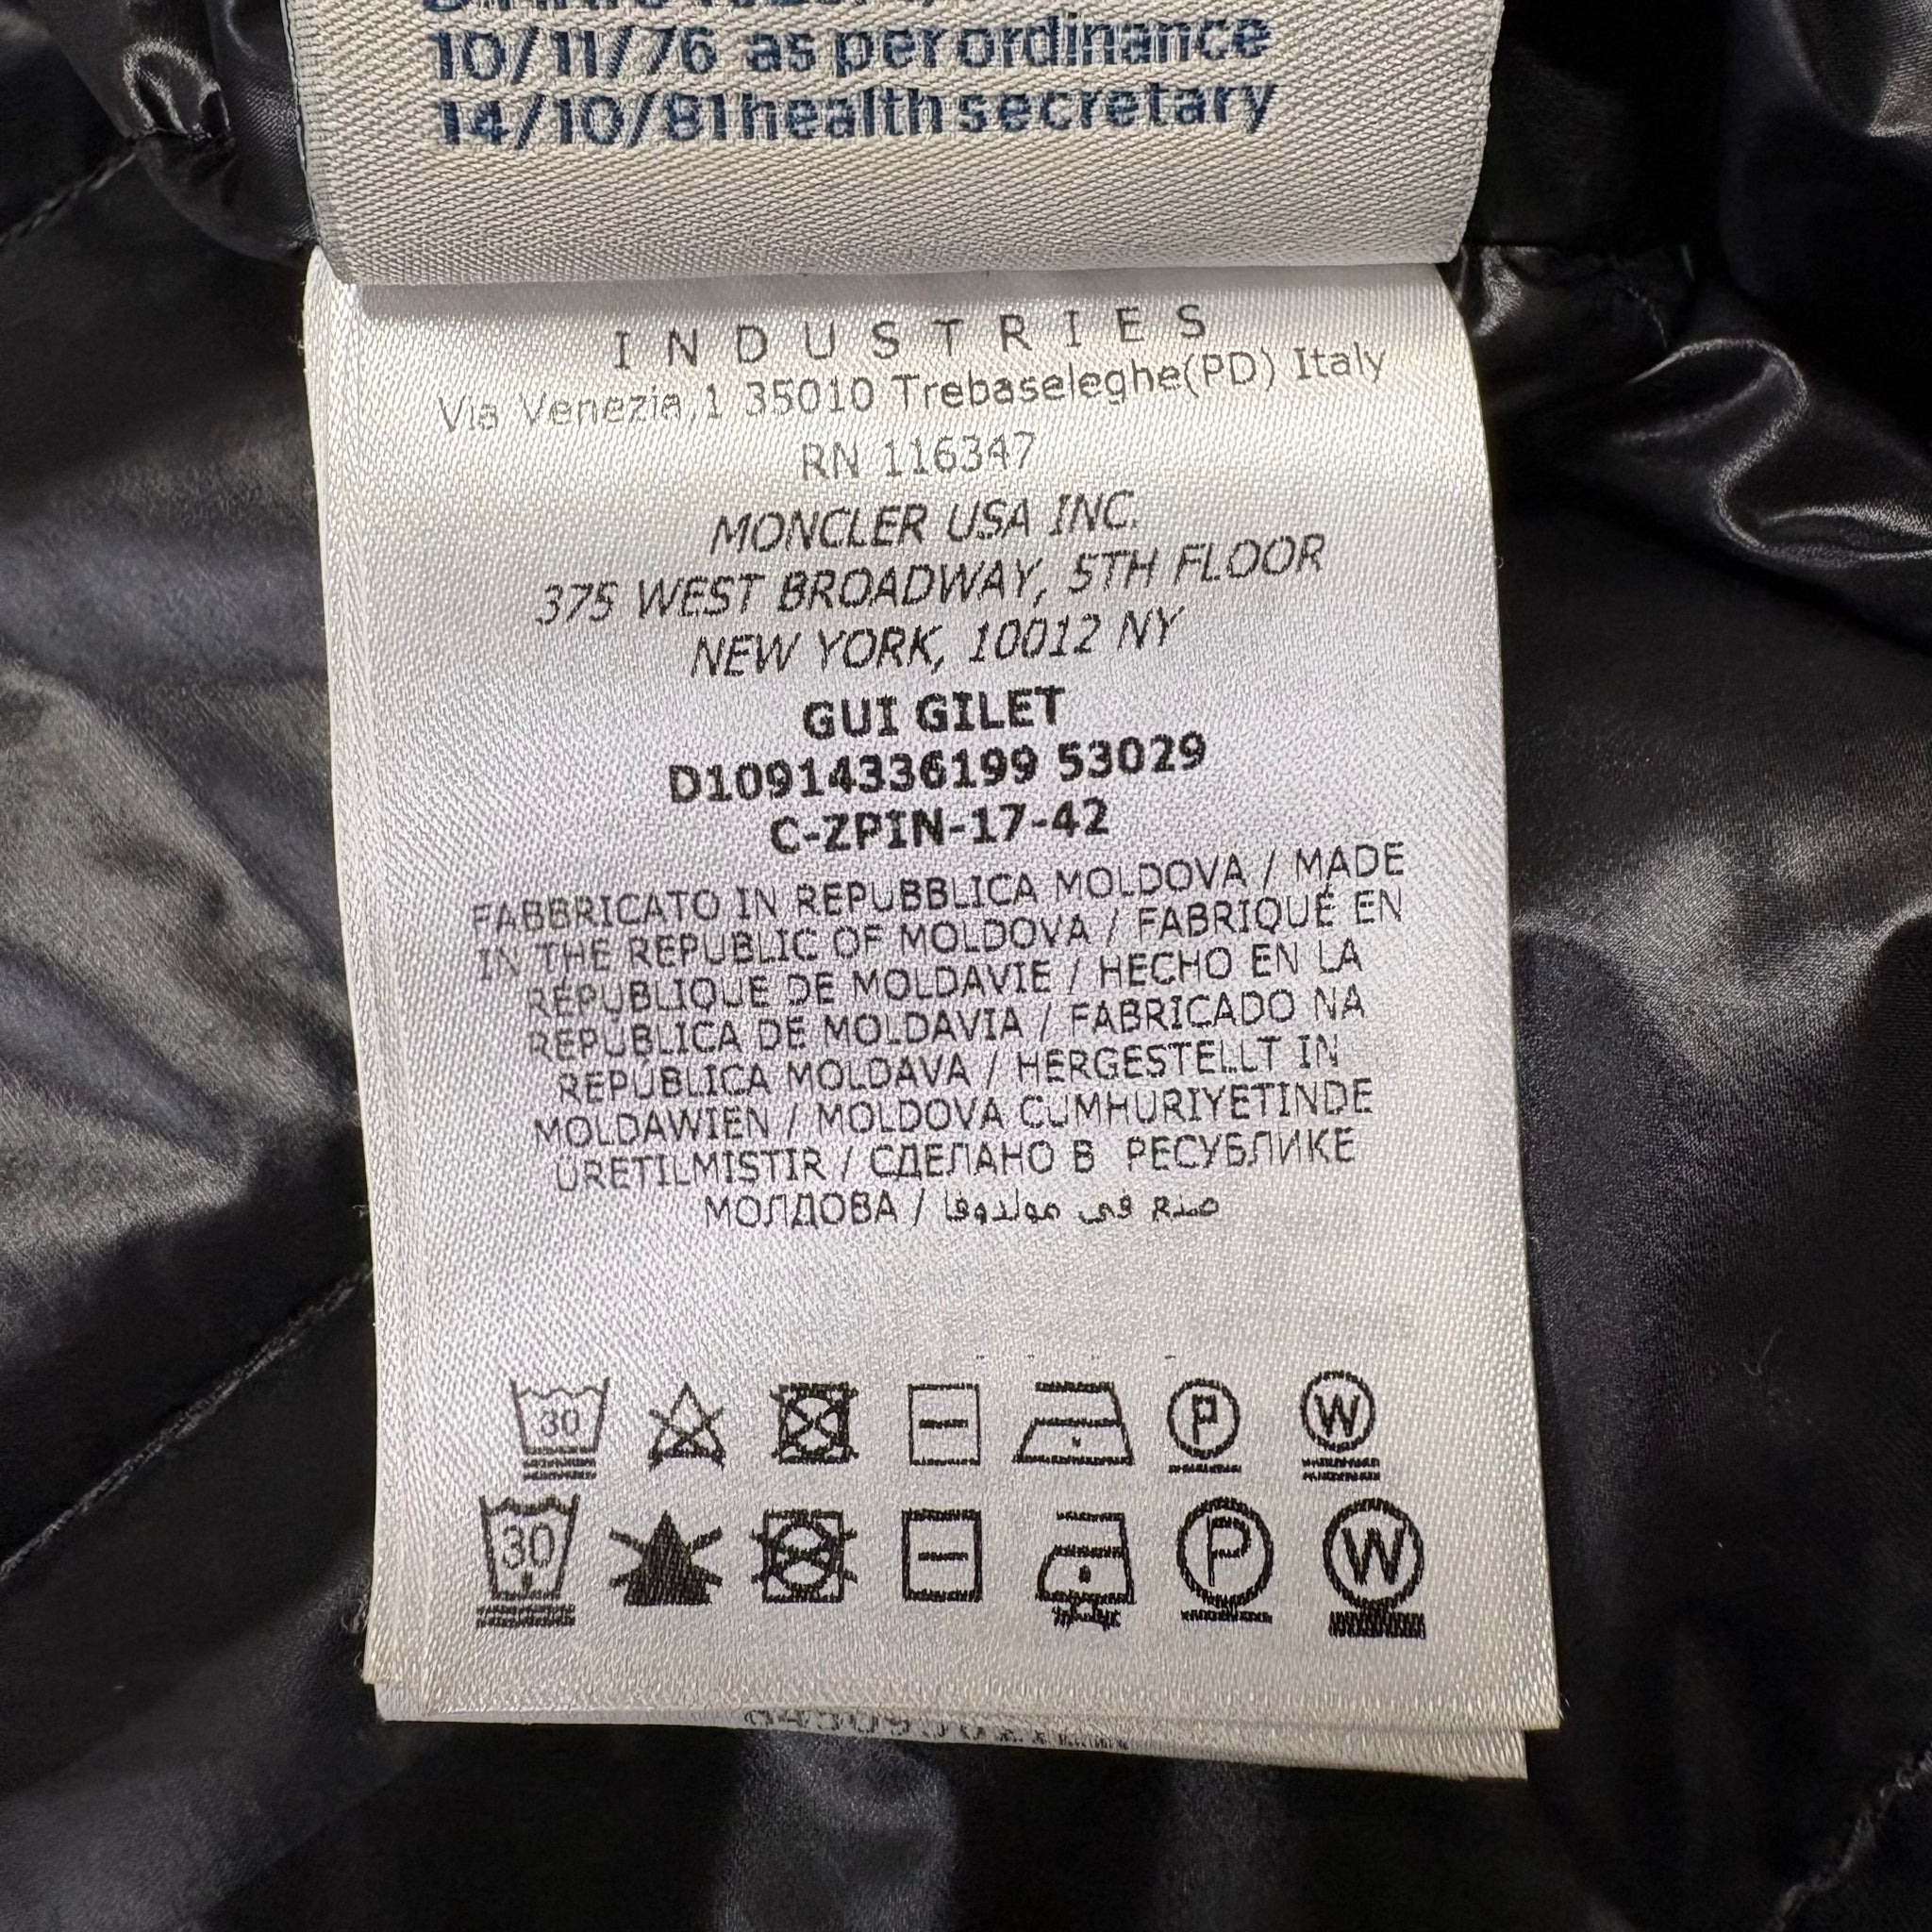 10/11/76 as per ordinance
14/10/81 health secretary
INDUSTRIES
Via Venezia,1 35010 Trebaseleghe(PD) Italy
RN 116347
MONCLER USA INC.
375 WEST BROADWAY, 5TH FLOOR
NEW YORK, 10012 NY
GUI GILET
D10914336199 53029
C-ZPIN-17-42
FABBRICATO IN REPUBBLICA MOLDOVA / MADE
IN THE REPUBLIC OF MOLDOVA / FABRIQUÉ EN
RÉPUBLIQUE DE MOLDAVIE / HECHO EN LA
REPÚBLICA DE MOLDAVIA / FABRICADO NA
REPÚBLICA MOLDAVA / HERGESTELLT IN
MOLDAWIEN / MOLDOVA CUMHURIYETINDE
ÜRETILMISTIR / СДЕЛАНО В РЕСУБЛИКЕ
МОЛДОВА / صنع في مولدوفا
30 P W
30 P W